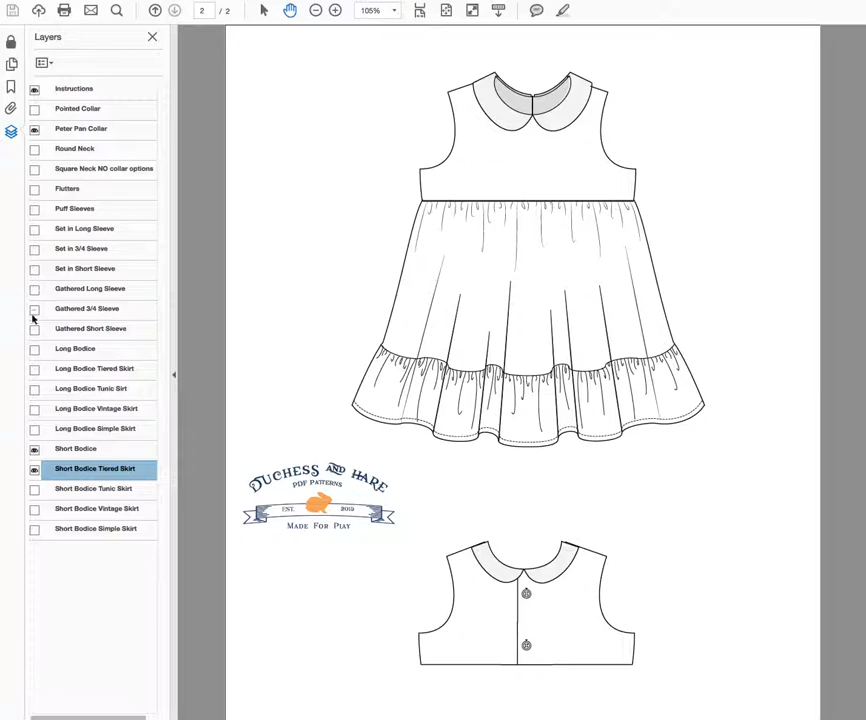 2 / 2
105%
Layers
Instructions
Pointed Collar
Peter Pan Collar
Round Neck
Square Neck NO collar options
Flutters
Puff Sleeves
Set in Long Sleeve
Set in 3/4 Sleeve
Set in Short Sleeve
Gathered Long Sleeve
Gathered 3/4 Sleeve
Gathered Short Sleeve
Long Bodice
Long Bodice Tiered Skirt
Long Bodice Tunic Sirt
Long Bodice Vintage Skirt
Long Bodice Simple Skirt
Short Bodice
Short Bodice Tiered Skirt
Short Bodice Tunic Skirt
Short Bodice Vintage Skirt
Short Bodice Simple Skirt
DUCHESS AND HARE
PDF PATTERNS
EST. 2019
MADE FOR PLAY